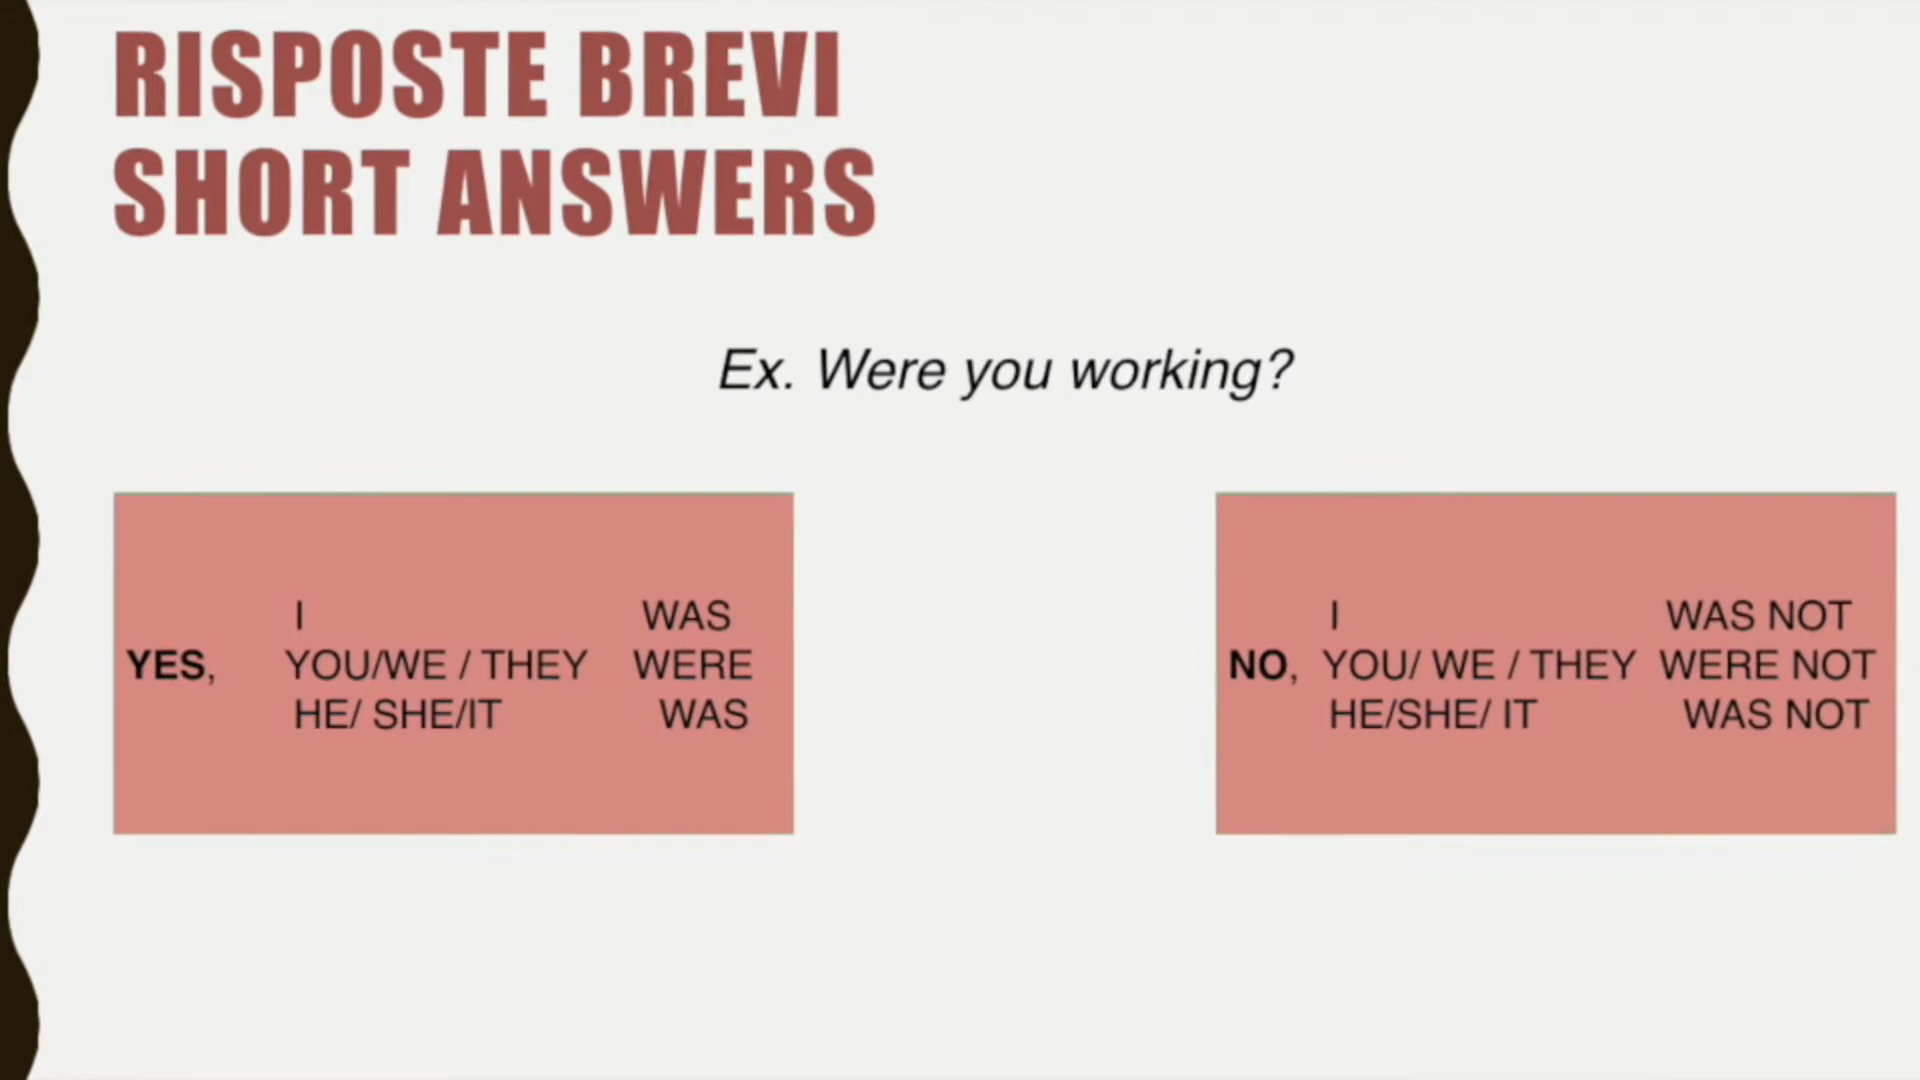 RISPOSTE BREVI
SHORT ANSWERS
Ex. Were you working?
I WAS
YES, YOU/WE / THEY WERE
HE/ SHE/IT WAS
I WAS NOT
NO, YOU/ WE / THEY WERE NOT
HE/SHE/ IT WAS NOT